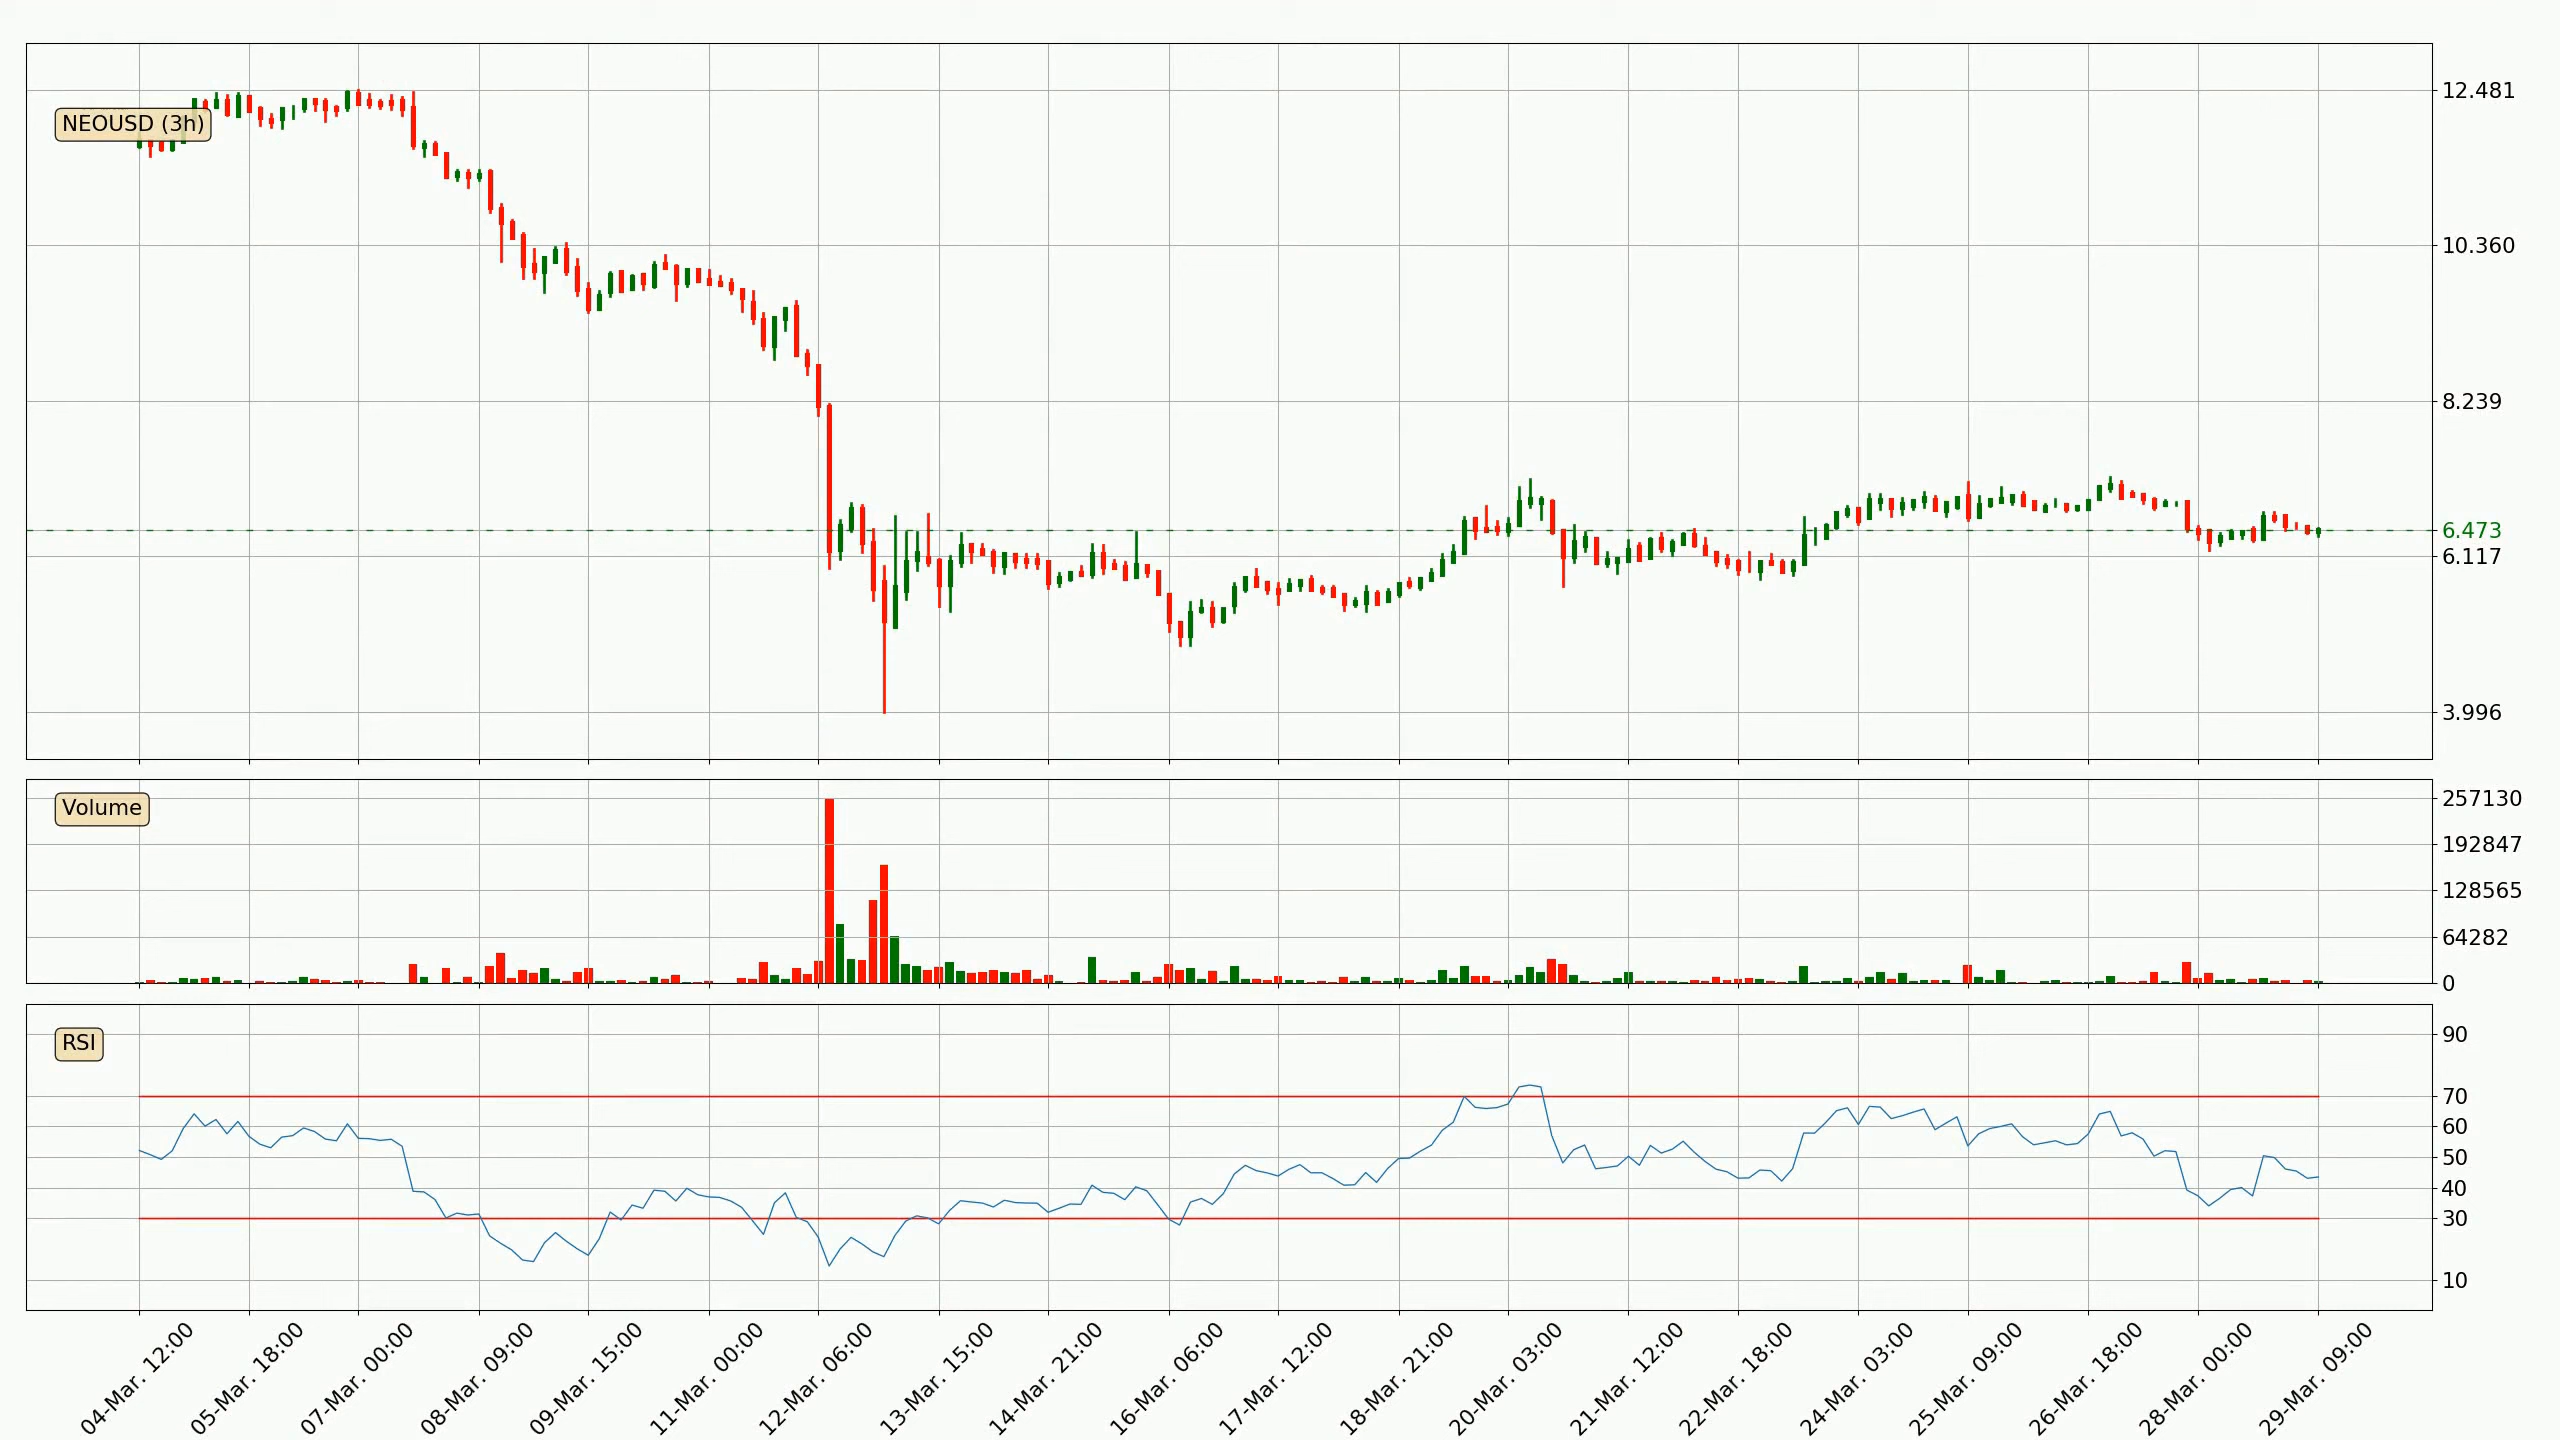 NEOUSD (3h)
12.481
10.360
8.239
6.473
6.117
3.996
Volume
257130
192847
128565
64282
0
RSI
90
70
60
50
40
30
10
04-Mar. 12:00
05-Mar. 18:00
07-Mar. 00:00
08-Mar. 09:00
09-Mar. 15:00
11-Mar. 00:00
12-Mar. 06:00
13-Mar. 15:00
14-Mar. 21:00
16-Mar. 06:00
17-Mar. 12:00
18-Mar. 21:00
20-Mar. 03:00
21-Mar. 12:00
22-Mar. 18:00
24-Mar. 03:00
25-Mar. 09:00
26-Mar. 18:00
28-Mar. 00:00
29-Mar. 09:00